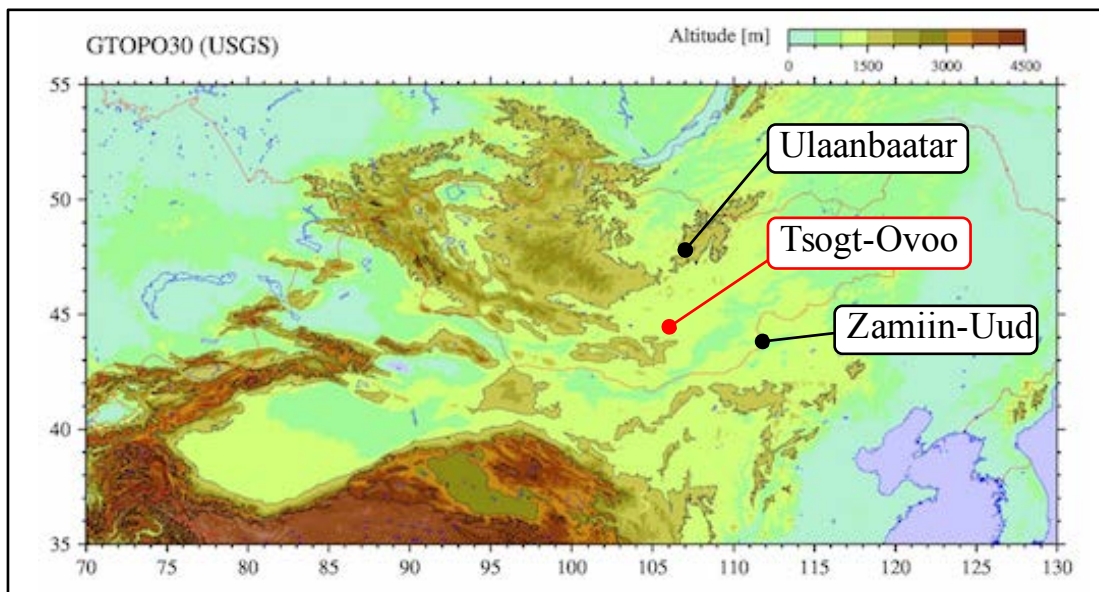 GTOPO30 (USGS)
Altitude [m]
0 1500 3000 4500
55
50
45
40
35
Ulaanbaatar
Tsogt-Ovoo
Zamiin-Uud
70 75 80 85 90 95 100 105 110 115 120 125 130